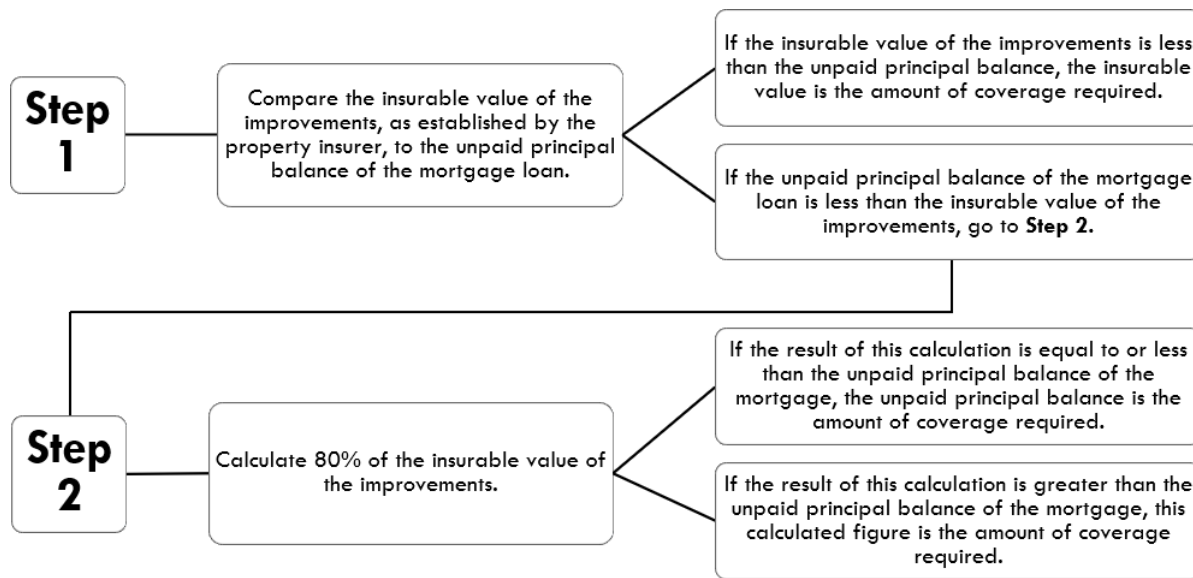 Step
1
Compare the insurable value of the
improvements, as established by the
property insurer, to the unpaid principal
balance of the mortgage loan.
If the insurable value of the improvements is less
than the unpaid principal balance, the insurable
value is the amount of coverage required.
If the unpaid principal balance of the mortgage
loan is less than the insurable value of the
improvements, go to Step 2.
Step
2
Calculate 80% of the insurable value of
the improvements.
If the result of this calculation is equal to or less
than the unpaid principal balance of the
mortgage, the unpaid principal balance is the
amount of coverage required.
If the result of this calculation is greater than the
unpaid principal balance of the mortgage, this
calculated figure is the amount of coverage
required.